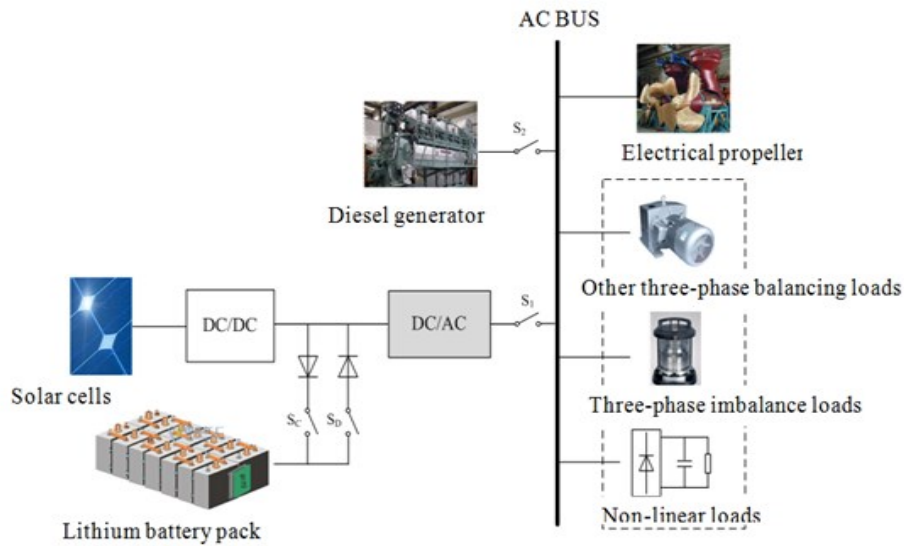 AC BUS
S2
Electrical propeller
Diesel generator
Other three-phase balancing loads
DC/DC
DC/AC
S1
Solar cells
SC
SD
Three-phase imbalance loads
Lithium battery pack
Non-linear loads